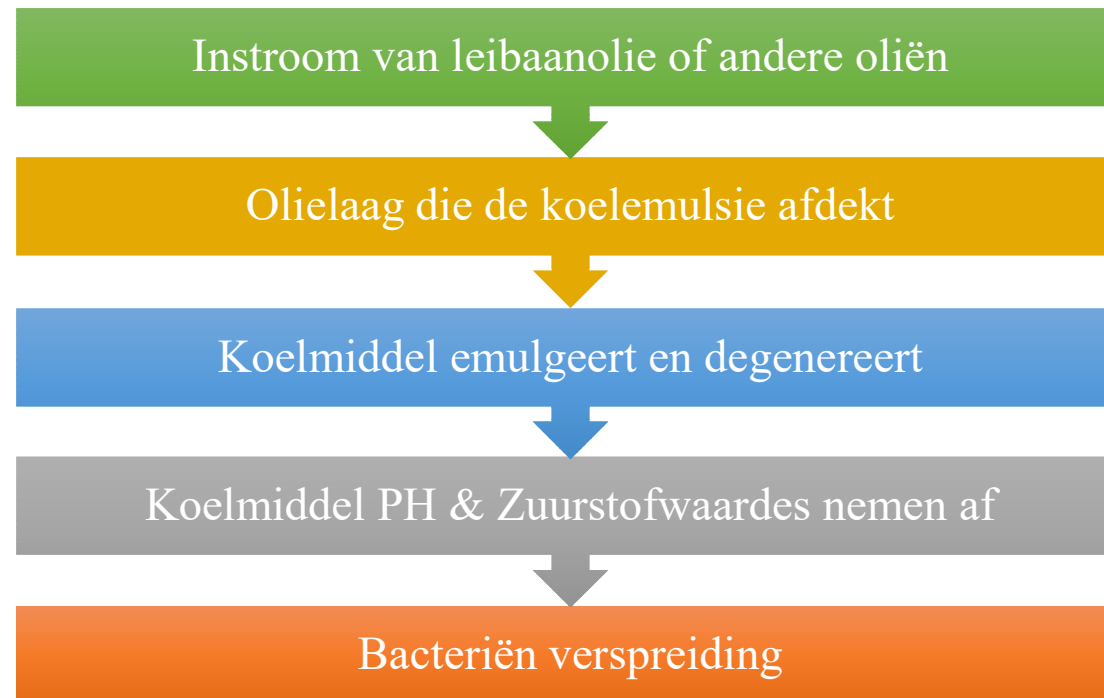 Instroom van leibaanolie of andere oliën
Olielaag die de koelemulsie afdekt
Koelmiddel emulgeert en degenereert
Koelmiddel PH & Zuurstofwaardes nemen af
Bacteriën verspreiding